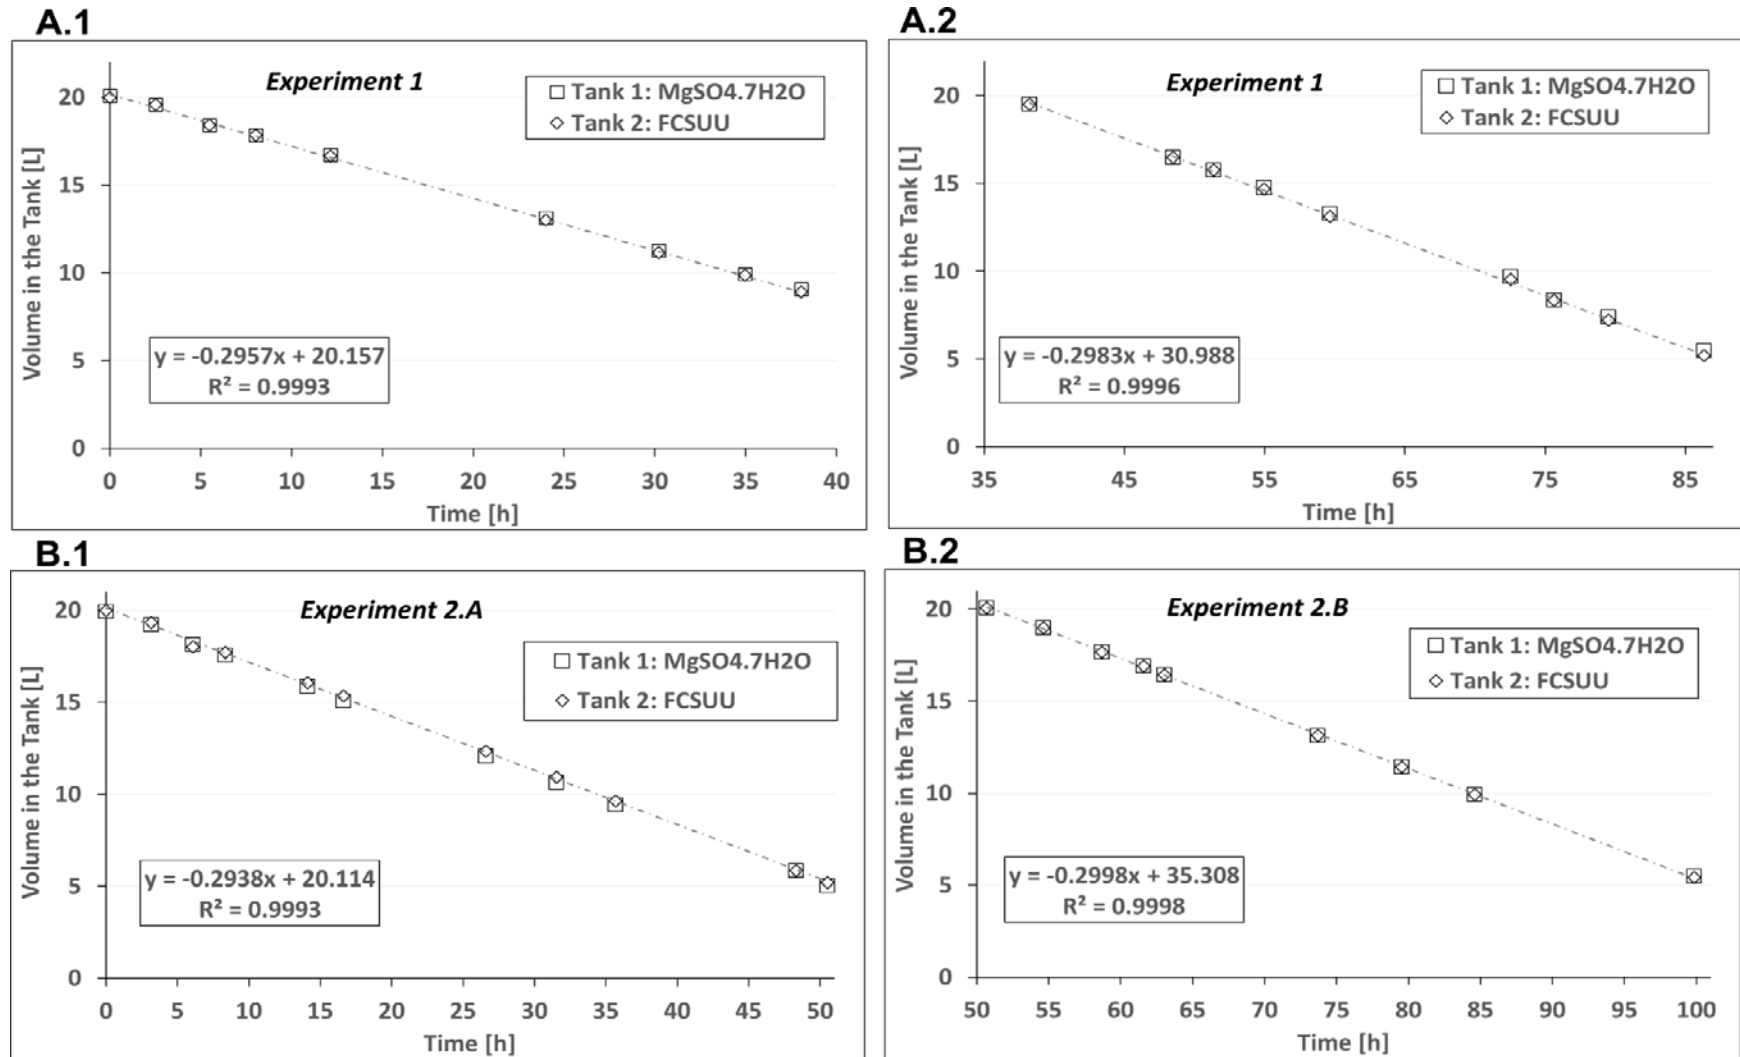 A.1
Experiment 1
Tank 1: MgSO4.7H2O
Tank 2: FCSUU
Volume in the Tank [L]
20
15
10
5
0
y = -0.2957x + 20.157
R² = 0.9993
0 5 10 15 20 25 30 35 40
Time [h]
A.2
Experiment 1
Tank 1: MgSO4.7H2O
Tank 2: FCSUU
Volume in the Tank [L]
20
15
10
5
0
y = -0.2983x + 30.988
R² = 0.9996
35 45 55 65 75 85
Time [h]
B.1
Experiment 2.A
Tank 1: MgSO4.7H2O
Tank 2: FCSUU
Volume in the Tank [L]
20
15
10
5
0
y = -0.2938x + 20.114
R² = 0.9993
0 5 10 15 20 25 30 35 40 45 50
Time [h]
B.2
Experiment 2.B
Tank 1: MgSO4.7H2O
Tank 2: FCSUU
Volume in the Tank [L]
20
15
10
5
0
y = -0.2998x + 35.308
R² = 0.9998
50 55 60 65 70 75 80 85 90 95 100
Time [h]